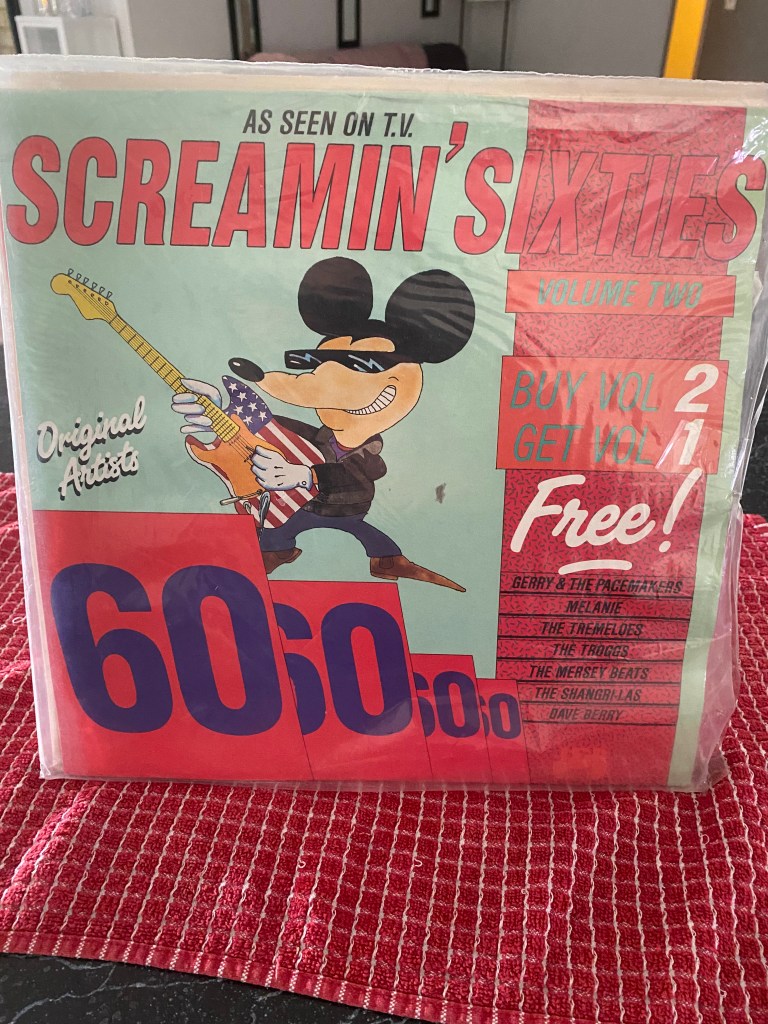 AS SEEN ON T.V.
SCREAMIN' SIXTIES
VOLUME TWO
BUY VOL 2
GET VOL 1
Free!
Original
Artists
GERRY & THE PACEMAKERS
MELANIE
THE TREMELOES
THE TROGGS
THE MERSEY BEATS
THE SHANGRI-LAS
DAVE BERRY
60
60
60
60